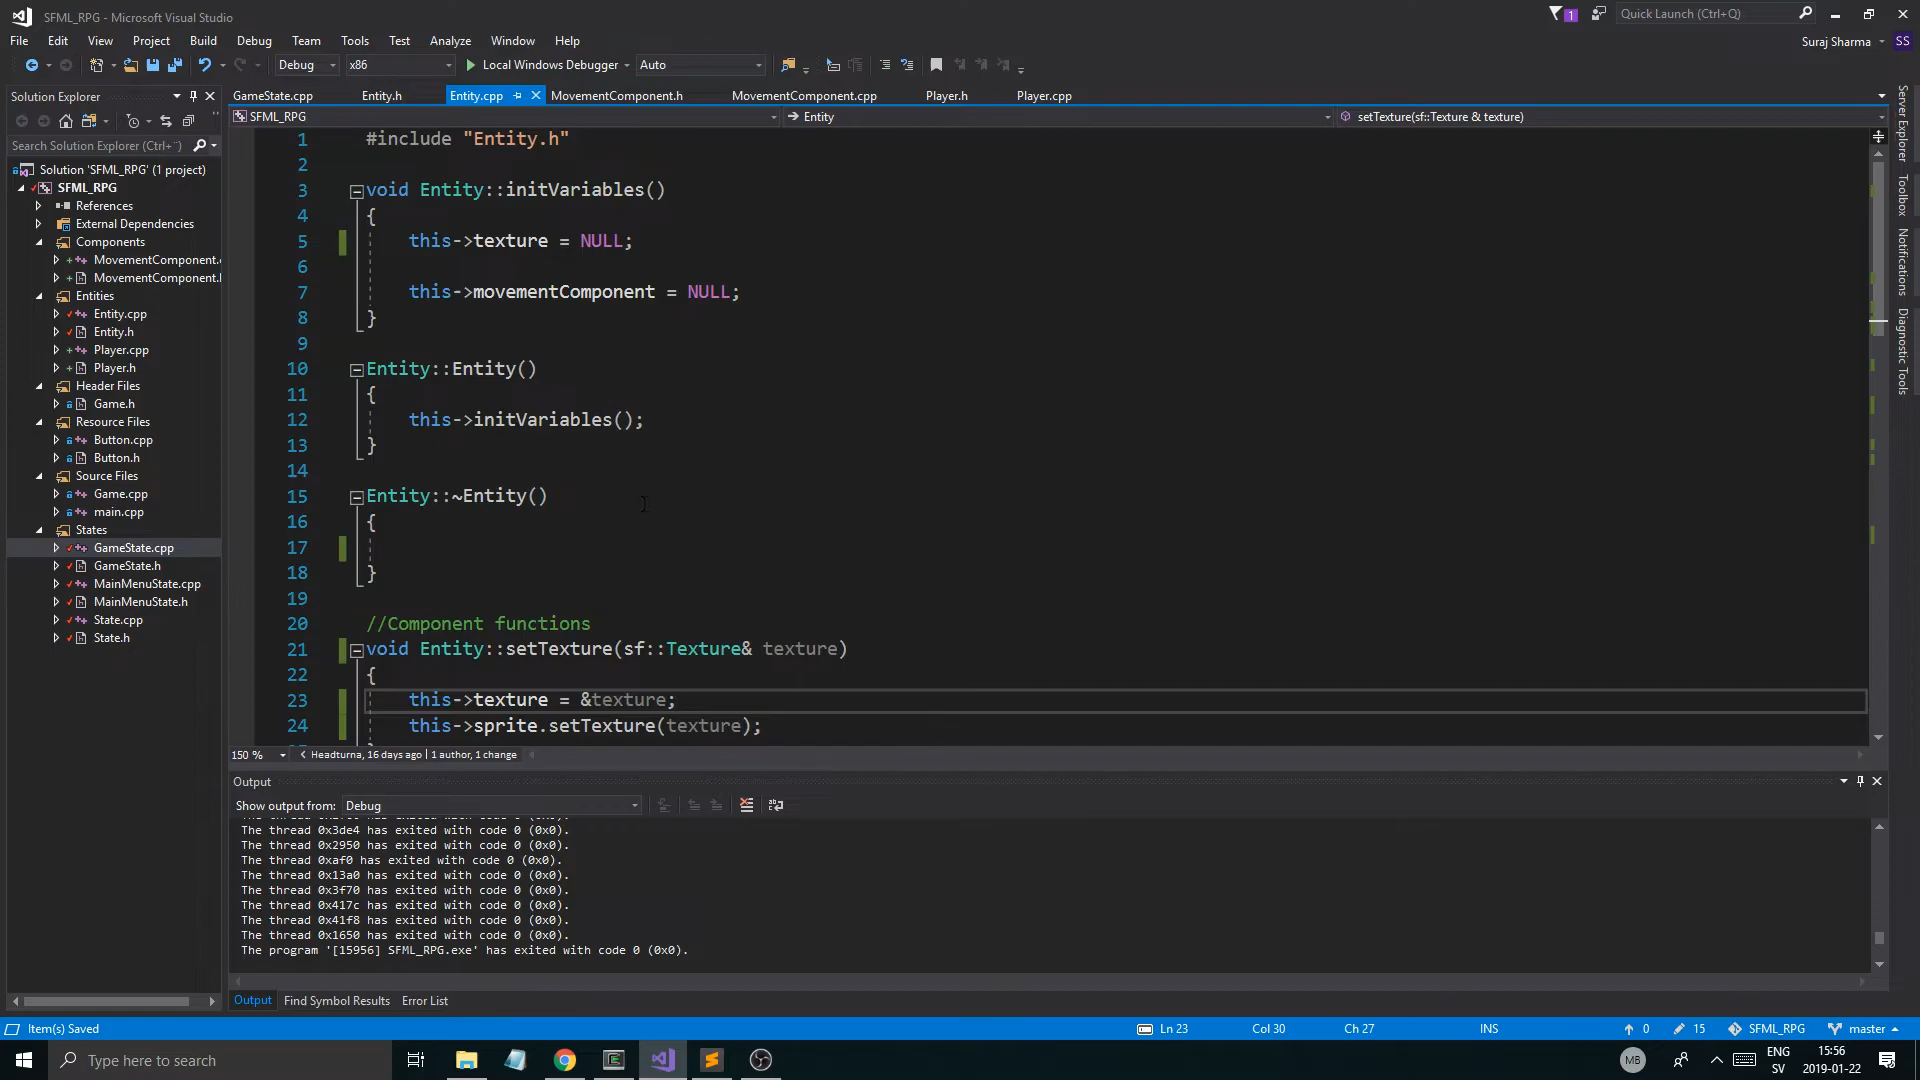 SFML_RPG - Microsoft Visual Studio
1
Quick Launch (Ctrl+Q)
File Edit View Project Build Debug Team Tools Test Analyze Window Help
Suraj Sharma SS
Debug x86 Local Windows Debugger Auto
Solution Explorer
GameState.cpp Entity.h Entity.cpp MovementComponent.h MovementComponent.cpp Player.h Player.cpp
SFML_RPG Entity setTexture(sf::Texture & texture)
Search Solution Explorer (Ctrl+¨)
Solution 'SFML_RPG' (1 project)
SFML_RPG
References
External Dependencies
Components
MovementComponent.
MovementComponent.
Entities
Entity.cpp
Entity.h
Player.cpp
Player.h
Header Files
Game.h
Resource Files
Button.cpp
Button.h
Source Files
Game.cpp
main.cpp
States
GameState.cpp
GameState.h
MainMenuState.cpp
MainMenuState.h
State.cpp
State.h
1 #include "Entity.h"
2
3 void Entity::initVariables()
4 {
5 this->texture = NULL;
6
7 this->movementComponent = NULL;
8 }
9
10 Entity::Entity()
11 {
12 this->initVariables();
13 }
14
15 Entity::~Entity()
16 {
17
18 }
19
20 //Component functions
21 void Entity::setTexture(sf::Texture& texture)
22 {
23 this->texture = &texture;
24 this->sprite.setTexture(texture);
150 % Headturna, 16 days ago | 1 author, 1 change
Server Explorer
Toolbox
Notifications
Diagnostic Tools
Output
Show output from: Debug
The thread 0x3de4 has exited with code 0 (0x0).
The thread 0x2950 has exited with code 0 (0x0).
The thread 0xaf0 has exited with code 0 (0x0).
The thread 0x13a0 has exited with code 0 (0x0).
The thread 0x3f70 has exited with code 0 (0x0).
The thread 0x417c has exited with code 0 (0x0).
The thread 0x41f8 has exited with code 0 (0x0).
The thread 0x1650 has exited with code 0 (0x0).
The program '[15956] SFML_RPG.exe' has exited with code 0 (0x0).
Output Find Symbol Results Error List
Item(s) Saved Ln 23 Col 30 Ch 27 INS 0 15 SFML_RPG master
Type here to search
MB
ENG
SV
15:56
2019-01-22